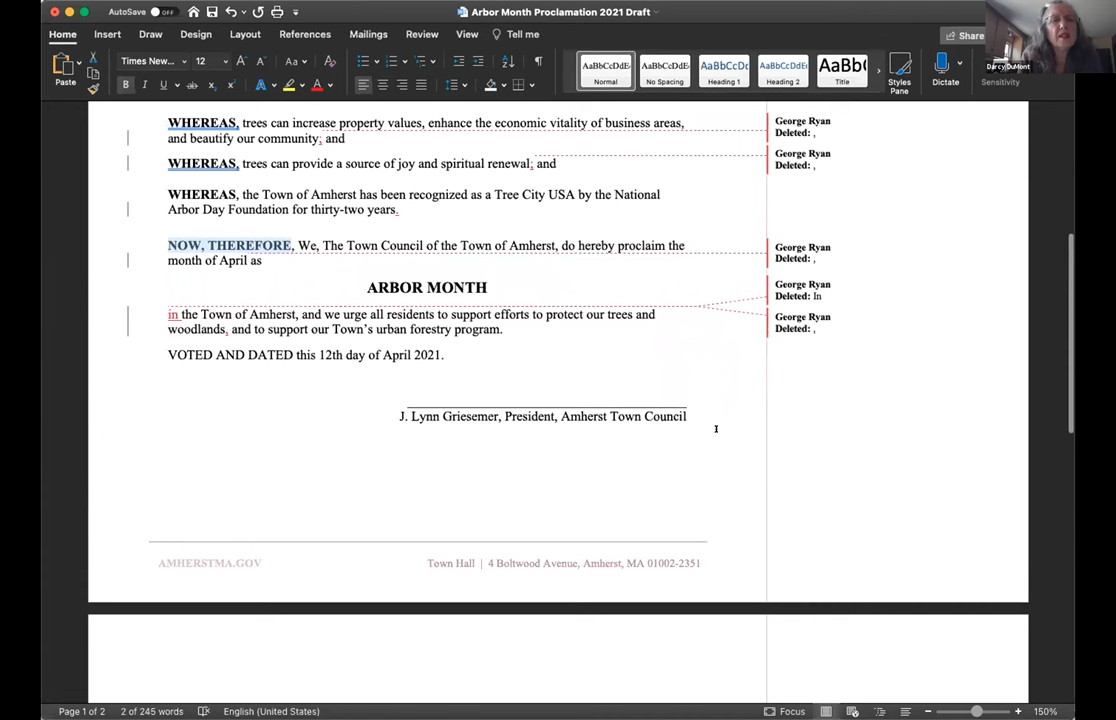 AutoSave OFF
Arbor Month Proclamation 2021 Draft
Home Insert Draw Design Layout References Mailings Review View Tell me
Share
Darcy DuMont
Paste
Times New... 12
Aa
B I U ab x₂ x²
AaBbCcDdE AaBbCcDdE AaBbCcDc AaBbCcDdE AaBb(
Normal No Spacing Heading 1 Heading 2 Title
Styles Pane
Dictate
Sensitivity
WHEREAS, trees can increase property values, enhance the economic vitality of business areas,
and beautify our community; and
WHEREAS, trees can provide a source of joy and spiritual renewal; and
WHEREAS, the Town of Amherst has been recognized as a Tree City USA by the National
Arbor Day Foundation for thirty-two years.
NOW, THEREFORE, We, The Town Council of the Town of Amherst, do hereby proclaim the
month of April as
ARBOR MONTH
in the Town of Amherst, and we urge all residents to support efforts to protect our trees and
woodlands, and to support our Town's urban forestry program.
VOTED AND DATED this 12th day of April 2021.
J. Lynn Griesemer, President, Amherst Town Council
AMHERSTMA.GOV
Town Hall | 4 Boltwood Avenue, Amherst, MA 01002-2351
George Ryan
Deleted: ,
George Ryan
Deleted: ,
George Ryan
Deleted: ,
George Ryan
Deleted: In
George Ryan
Deleted: ,
Page 1 of 2 2 of 245 words English (United States) Focus 150%